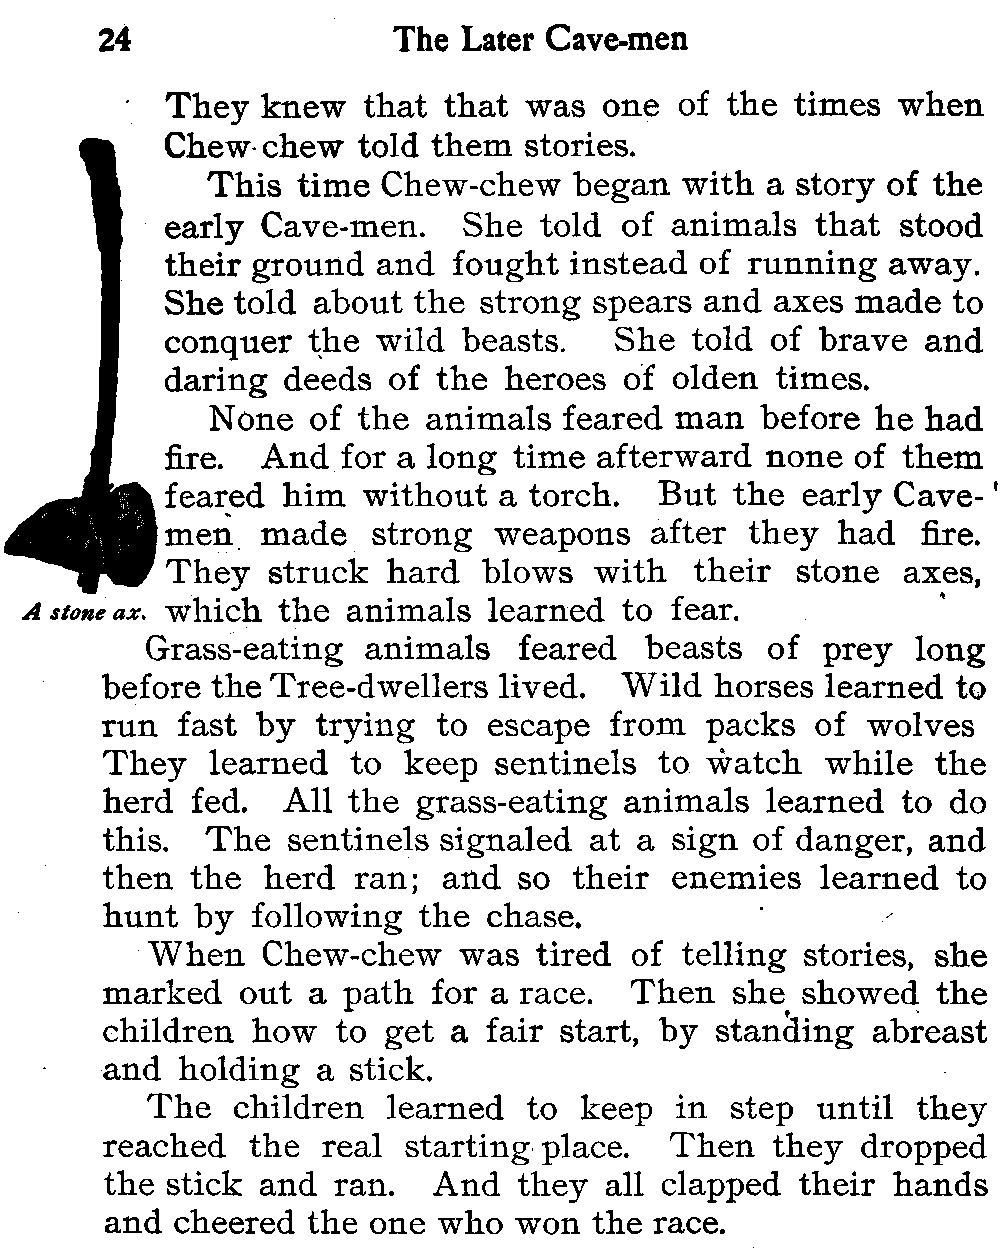 24 The Later Cave-men
They knew that that was one of the times when
Chew-chew told them stories.
This time Chew-chew began with a story of the
early Cave-men. She told of animals that stood
their ground and fought instead of running away.
She told about the strong spears and axes made to
conquer the wild beasts. She told of brave and
daring deeds of the heroes of olden times.
None of the animals feared man before he had
fire. And for a long time afterward none of them
feared him without a torch. But the early Cave-
men made strong weapons after they had fire.
They struck hard blows with their stone axes,
which the animals learned to fear.
A stone ax.
Grass-eating animals feared beasts of prey long
before the Tree-dwellers lived. Wild horses learned to
run fast by trying to escape from packs of wolves
They learned to keep sentinels to watch while the
herd fed. All the grass-eating animals learned to do
this. The sentinels signaled at a sign of danger, and
then the herd ran; and so their enemies learned to
hunt by following the chase.
When Chew-chew was tired of telling stories, she
marked out a path for a race. Then she showed the
children how to get a fair start, by standing abreast
and holding a stick.
The children learned to keep in step until they
reached the real starting place. Then they dropped
the stick and ran. And they all clapped their hands
and cheered the one who won the race.